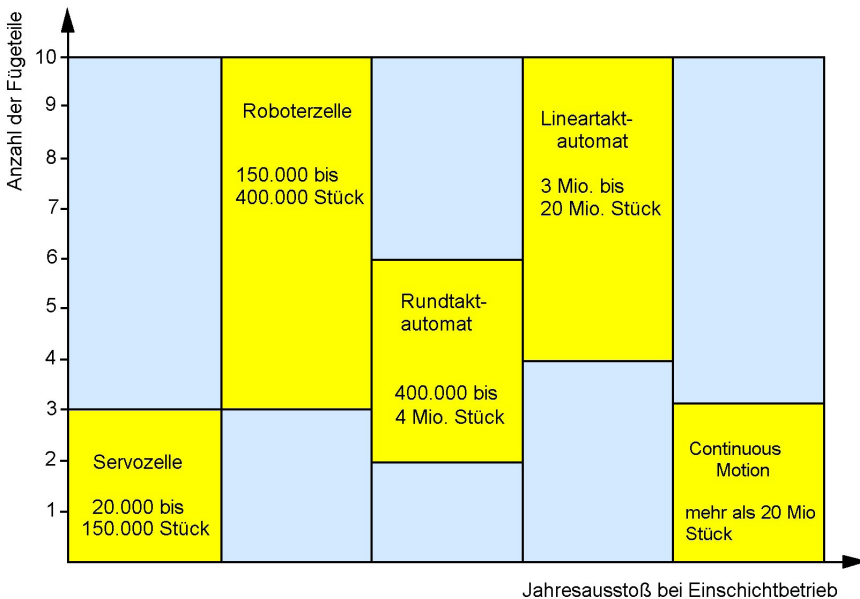 Anzahl der Fügeteile
10
9
8
7
6
5
4
3
2
1
Servozelle
20.000 bis
150.000 Stück
Roboterzelle
150.000 bis
400.000 Stück
Rundtakt-
automat
400.000 bis
4 Mio. Stück
Lineartakt-
automat
3 Mio. bis
20 Mio. Stück
Continuous
Motion
mehr als 20 Mio
Stück
Jahresausstoß bei Einschichtbetrieb